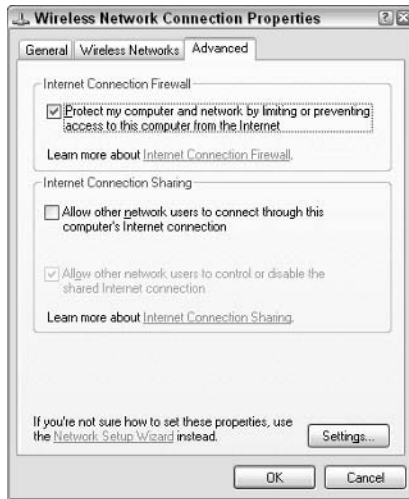 Wireless Network Connection Properties
General
Wireless Networks
Advanced
Internet Connection Firewall
Protect my computer and network by limiting or preventing
access to this computer from the Internet
Learn more about Internet Connection Firewall.
Internet Connection Sharing
Allow other network users to connect through this
computer's Internet connection
Allow other network users to control or disable the
shared Internet connection
Learn more about Internet Connection Sharing.
If you're not sure how to set these properties, use
the Network Setup Wizard instead.
Settings...
OK
Cancel